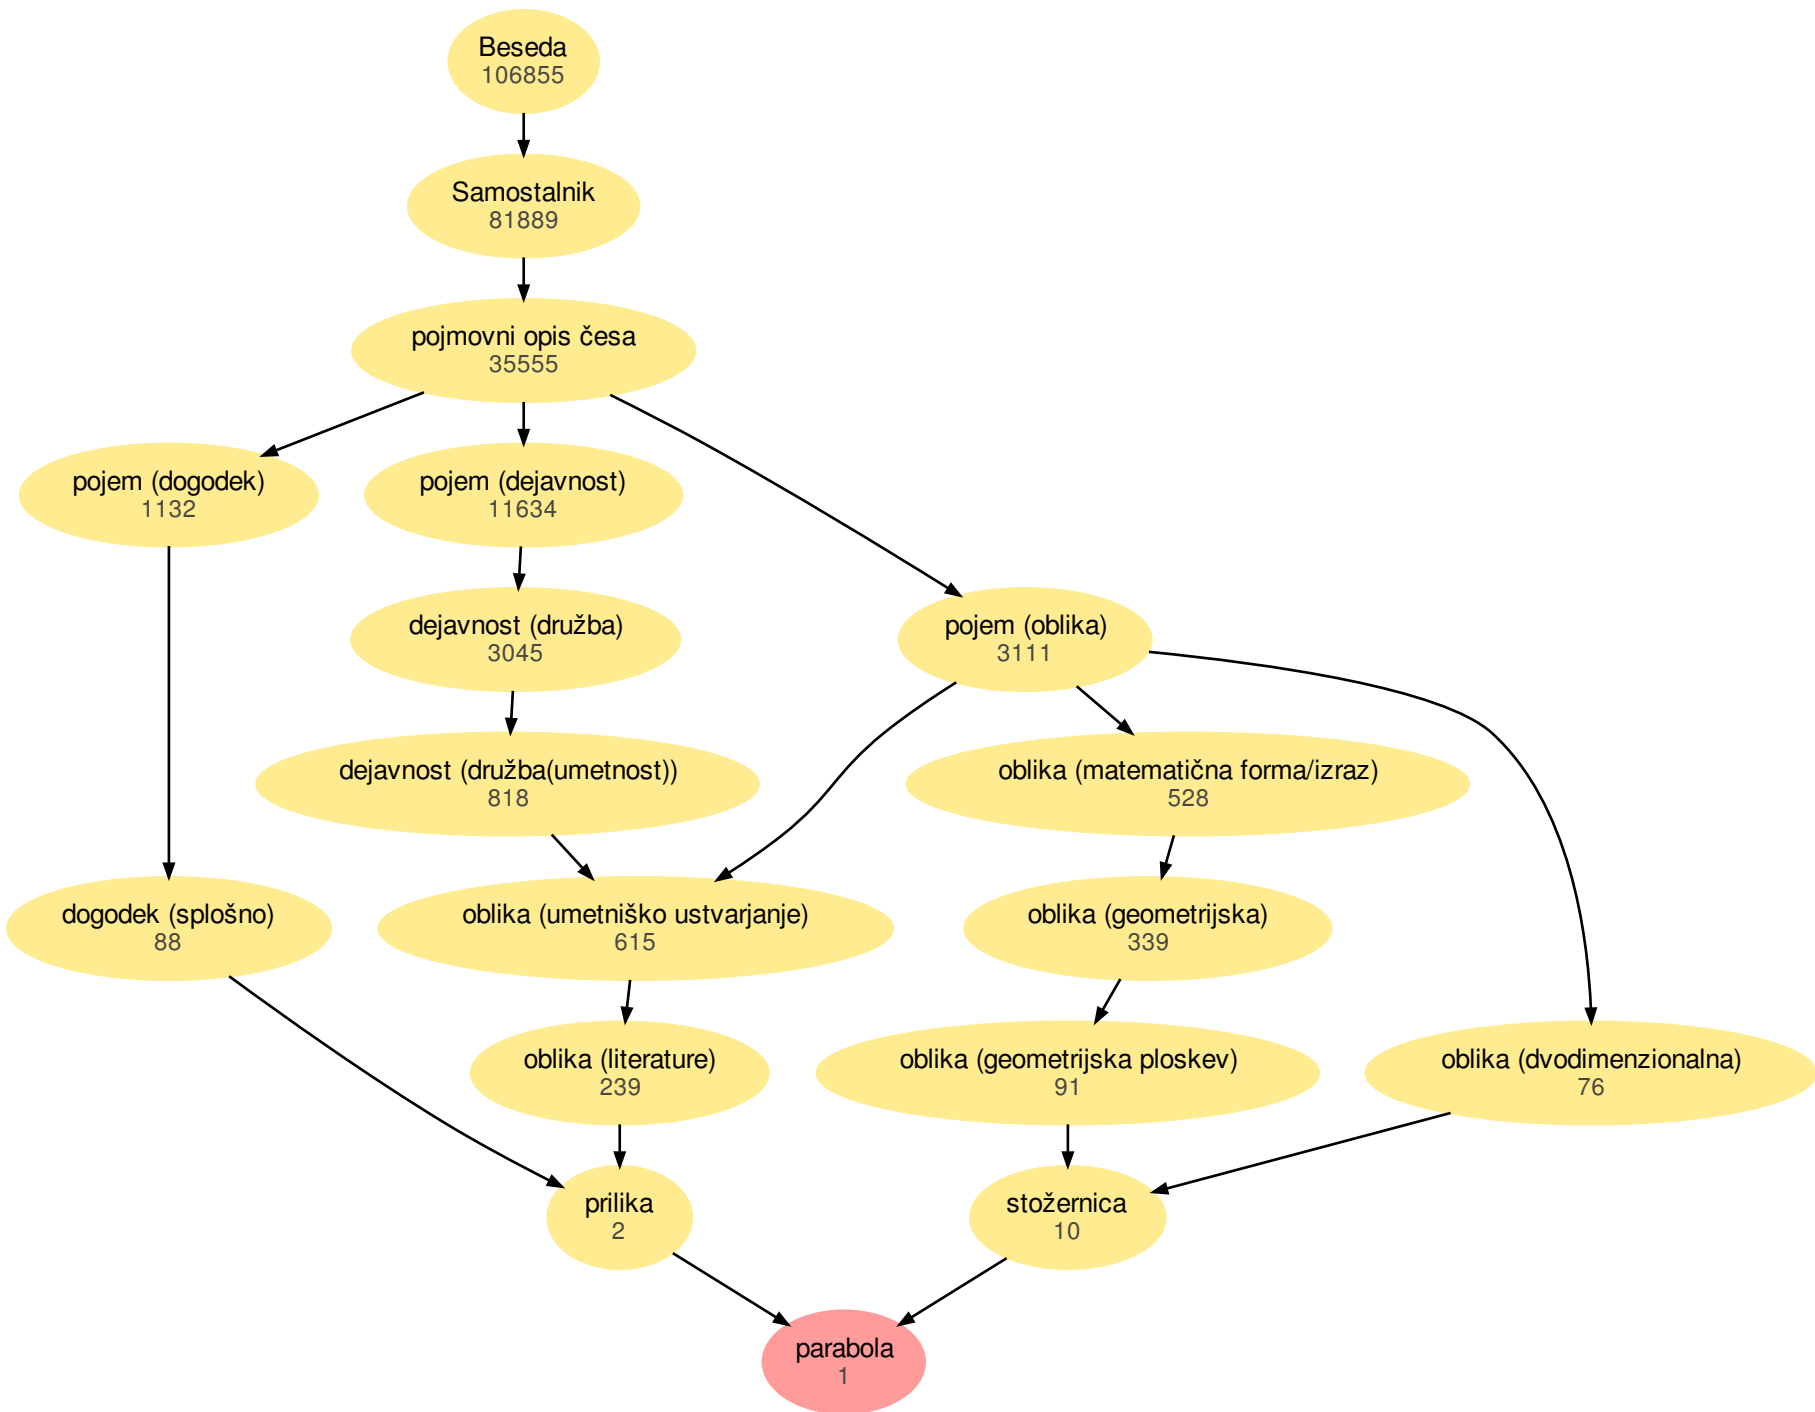 Beseda
106855
Samostalnik
81889
pojmovni opis česa
35555
pojem (dogodek)
1132
pojem (dejavnost)
11634
dejavnost (družba)
3045
pojem (oblika)
3111
dejavnost (družba(umetnost))
818
oblika (matematična forma/izraz)
528
dogodek (splošno)
88
oblika (umetniško ustvarjanje)
615
oblika (geometrijska)
339
oblika (literature)
239
oblika (geometrijska ploskev)
91
oblika (dvodimenzionalna)
76
prilika
2
stožernica
10
parabola
1